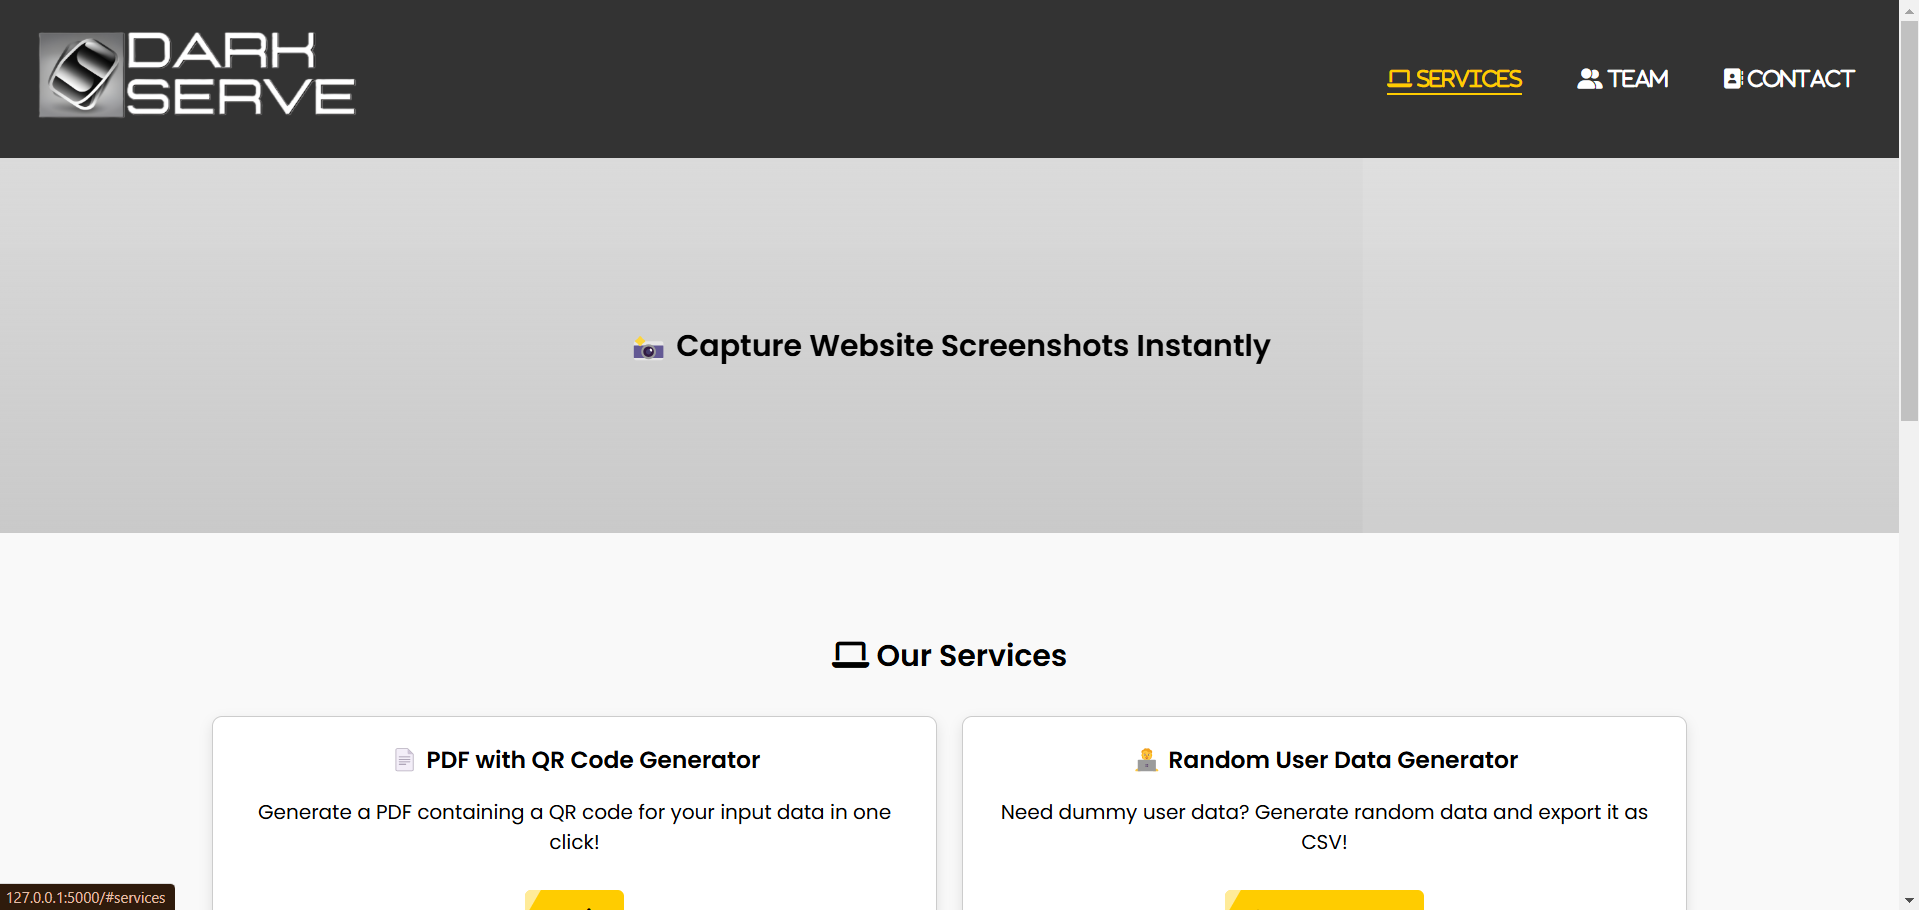 DARK
SERVE
SERVICES
TEAM
CONTACT
Capture Website Screenshots Instantly
Our Services
PDF with QR Code Generator
Generate a PDF containing a QR code for your input data in one
click!
Random User Data Generator
Need dummy user data? Generate random data and export it as
CSV!
127.0.0.1:5000/#services